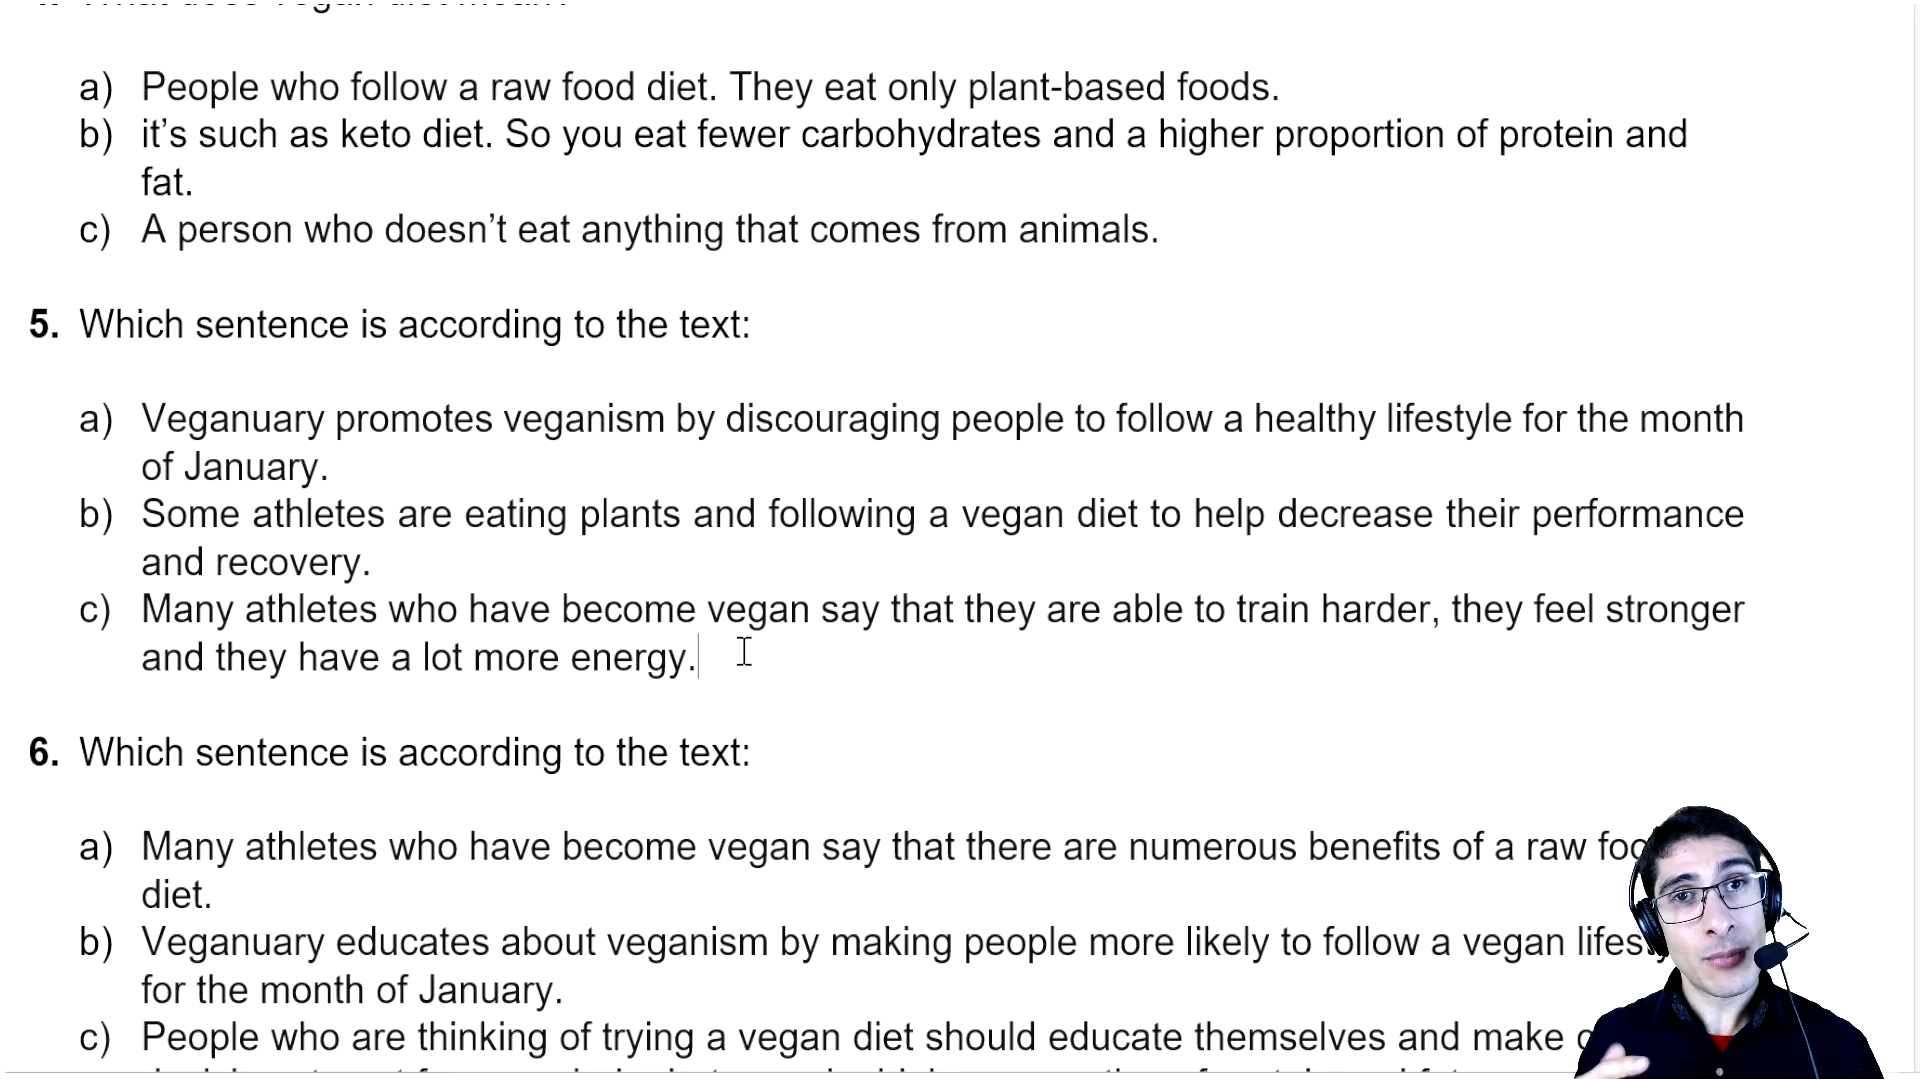 What does vegan diet mean?
a) People who follow a raw food diet. They eat only plant-based foods.
b) it’s such as keto diet. So you eat fewer carbohydrates and a higher proportion of protein and
fat.
c) A person who doesn’t eat anything that comes from animals.
5. Which sentence is according to the text:
a) Veganuary promotes veganism by discouraging people to follow a healthy lifestyle for the month
of January.
b) Some athletes are eating plants and following a vegan diet to help decrease their performance
and recovery.
c) Many athletes who have become vegan say that they are able to train harder, they feel stronger
and they have a lot more energy.
6. Which sentence is according to the text:
a) Many athletes who have become vegan say that there are numerous benefits of a raw
diet.
b) Veganuary educates about veganism by making people more likely to follow a vegan
for the month of January.
c) People who are thinking of trying a vegan diet should educate themselves and make